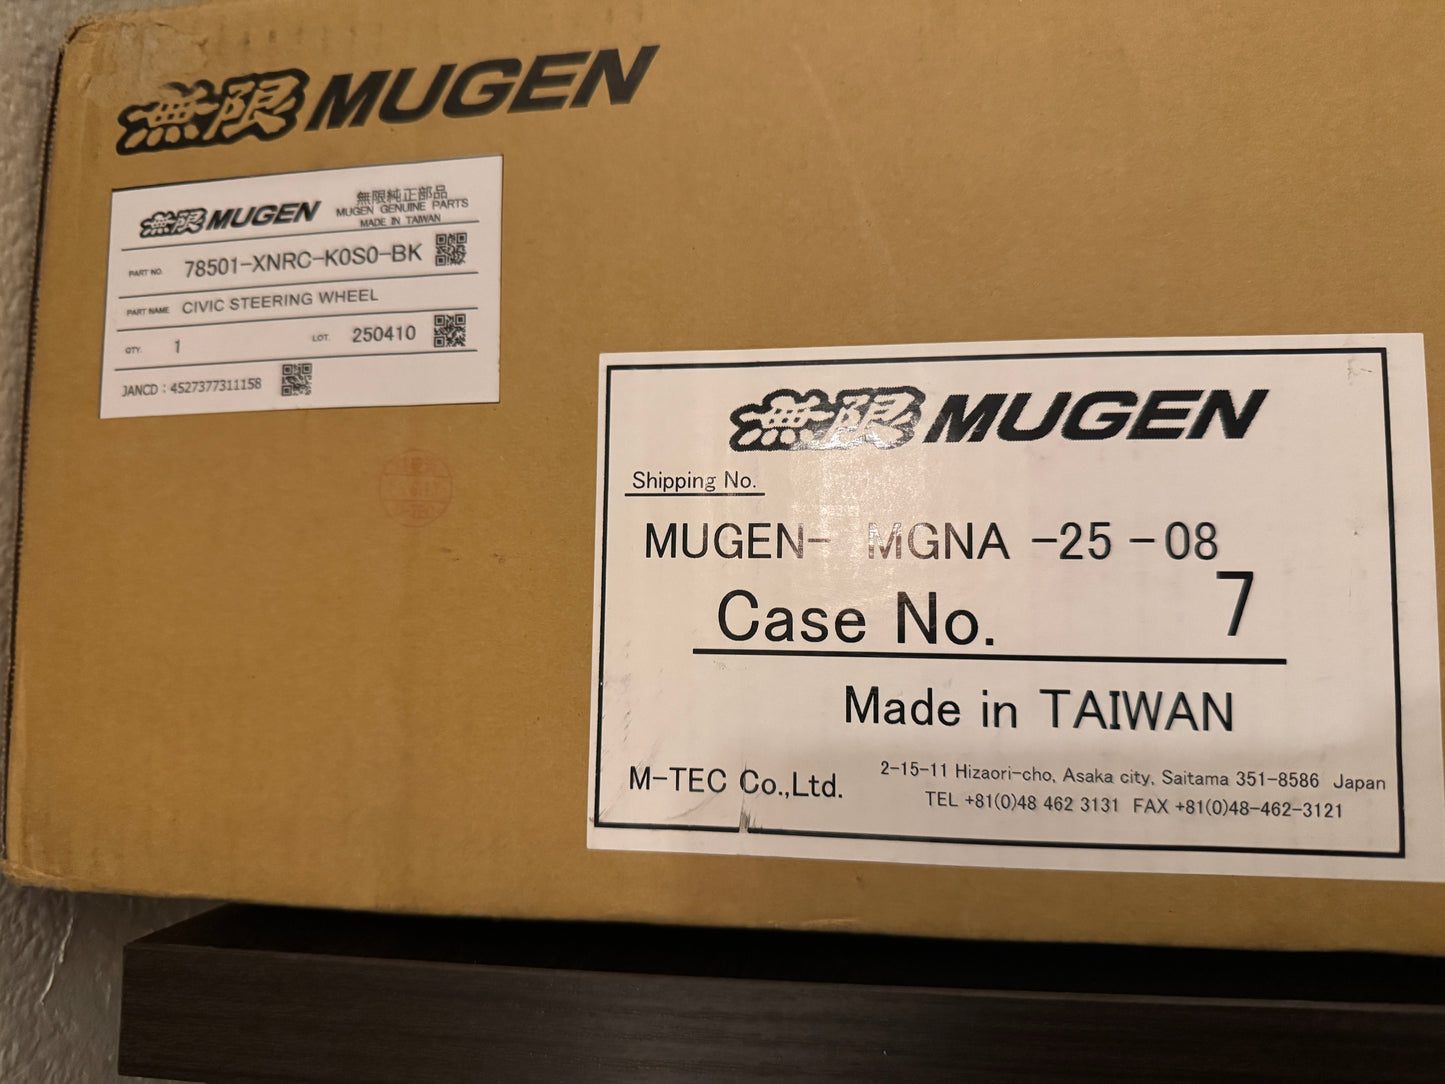 無限 MUGEN
無限 MUGEN
無限純正部品
MUGEN GENUINE PARTS
MADE IN TAIWAN
PART NO. 78501-XNRC-K0S0-BK
PART NAME CIVIC STEERING WHEEL
QTY. 1 LOT. 250410
JANCD : 4527377311158
無限 MUGEN
Shipping No.
MUGEN- MGNA -25-08
Case No. 7
Made in TAIWAN
M-TEC Co.,Ltd.
2-15-11 Hizaori-cho, Asaka city, Saitama 351-8586 Japan
TEL +81(0)48 462 3131 FAX +81(0)48-462-3121